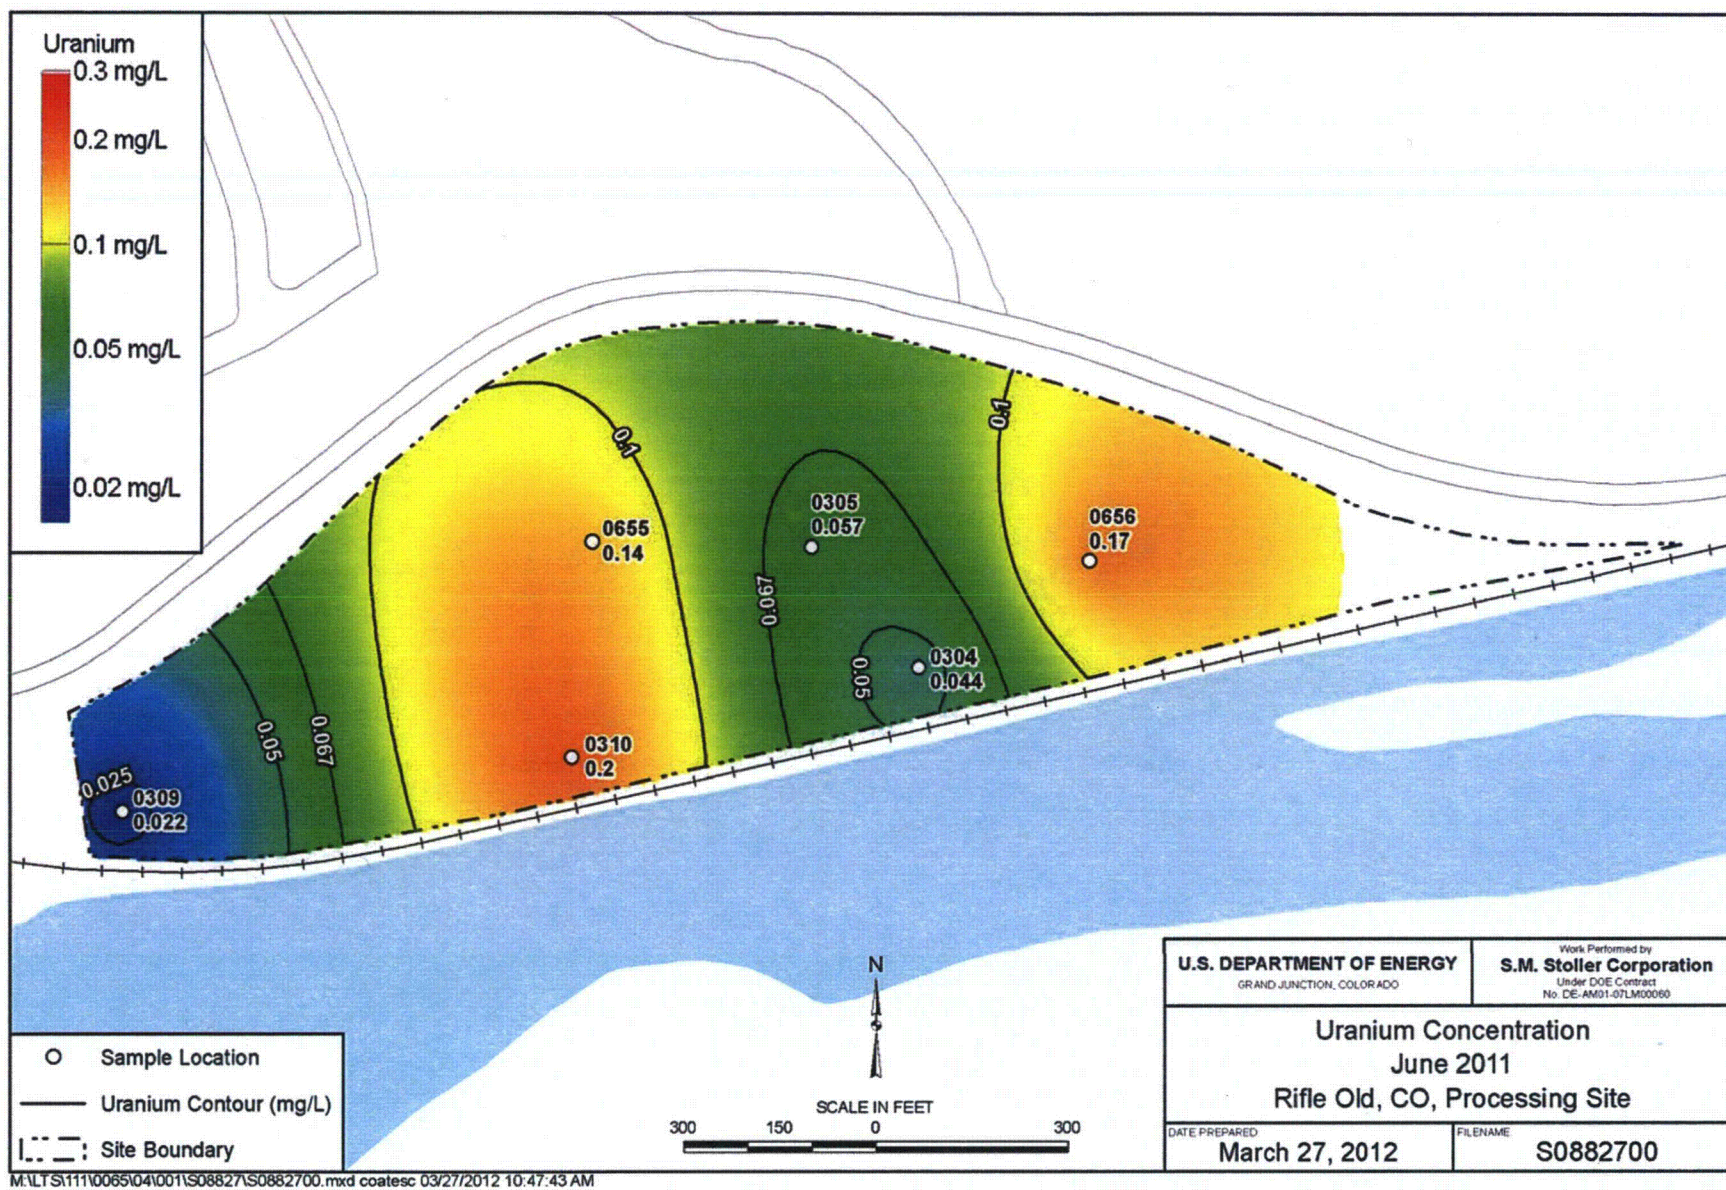 Uranium
0.3 mg/L
0.2 mg/L
0.1 mg/L
0.05 mg/L
0.02 mg/L
0.1
0.1
0305
0.057
0656
0.17
0655
0.14
0.067
0304
0.044
0.05
0.05
0.067
0310
0.2
0.025
0309
0.022
N
SCALE IN FEET
300 150 0 300
Sample Location
Uranium Contour (mg/L)
Site Boundary
U.S. DEPARTMENT OF ENERGY
GRAND JUNCTION, COLORADO
Work Performed by
S.M. Stoller Corporation
Under DOE Contract
No. DE-AM01-07LM00060
Uranium Concentration
June 2011
Rifle Old, CO, Processing Site
DATE PREPARED
March 27, 2012
FILENAME
S0882700
M:\LTS\111\0065\04\001\S08827\S0882700.mxd coatesc 03/27/2012 10:47:43 AM